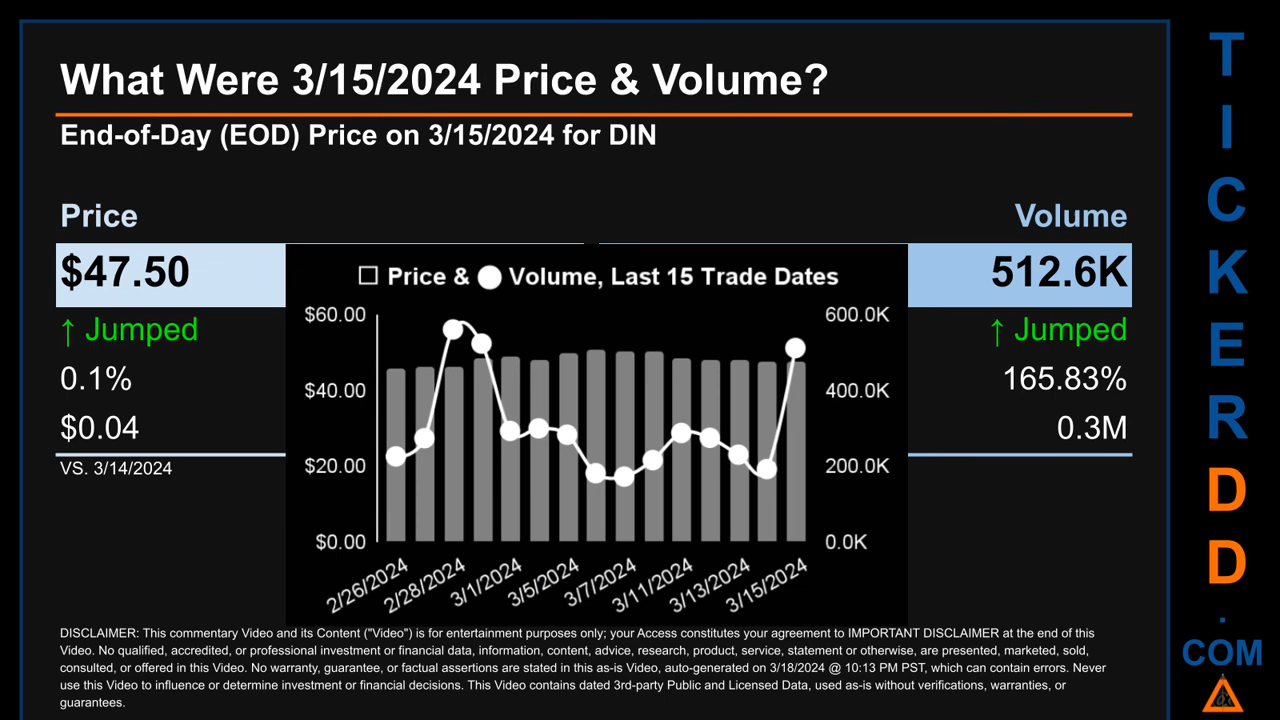 What Were 3/15/2024 Price & Volume?
End-of-Day (EOD) Price on 3/15/2024 for DIN
Price
Volume
$47.50
512.6K
↑ Jumped
↑ Jumped
0.1%
165.83%
$0.04
0.3M
VS. 3/14/2024
Price & Volume, Last 15 Trade Dates
$60.00
$40.00
$20.00
$0.00
600.0K
400.0K
200.0K
0.0K
2/26/2024
2/28/2024
3/1/2024
3/5/2024
3/7/2024
3/11/2024
3/13/2024
3/15/2024
DISCLAIMER: This commentary Video and its Content ("Video") is for entertainment purposes only; your Access constitutes your agreement to IMPORTANT DISCLAIMER at the end of this
Video. No qualified, accredited, or professional investment or financial data, information, content, advice, research, product, service, statement or otherwise, are presented, marketed, sold,
consulted, or offered in this Video. No warranty, guarantee, or factual assertions are stated in this as-is Video, auto-generated on 3/18/2024 @ 10:13 PM PST, which can contain errors. Never
use this Video to influence or determine investment or financial decisions. This Video contains dated 3rd-party Public and Licensed Data, used as-is without verifications, warranties, or
guarantees.
T
I
C
K
E
R
D
D
.
COM